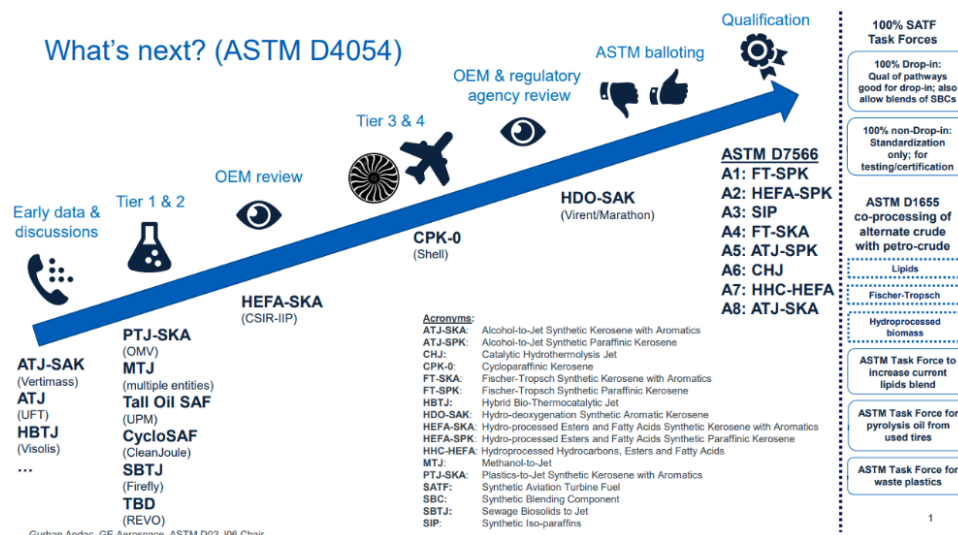 What's next? (ASTM D4054)
Early data &
discussions
Tier 1 & 2
OEM review
Tier 3 & 4
OEM & regulatory
agency review
ASTM balloting
Qualification
ATJ-SAK
(Vertimass)
ATJ
(UFT)
HBTJ
(Visolis)
...
PTJ-SKA
(OMV)
MTJ
(multiple entities)
Tall Oil SAF
(UPM)
CycloSAF
(CleanJoule)
SBTJ
(Firefly)
TBD
(REVO)
HEFA-SKA
(CSIR-IIP)
CPK-0
(Shell)
HDO-SAK
(Virent/Marathon)
ASTM D7566
A1: FT-SPK
A2: HEFA-SPK
A3: SIP
A4: FT-SKA
A5: ATJ-SPK
A6: CHJ
A7: HHC-HEFA
A8: ATJ-SKA
Acronyms:
ATJ-SKA: Alcohol-to-Jet Synthetic Kerosene with Aromatics
ATJ-SPK: Alcohol-to-Jet Synthetic Paraffinic Kerosene
CHJ: Catalytic Hydrothermolysis Jet
CPK-0: Cycloparaffinic Kerosene
FT-SKA: Fischer-Tropsch Synthetic Kerosene with Aromatics
FT-SPK: Fischer-Tropsch Synthetic Paraffinic Kerosene
HBTJ: Hybrid Bio-Thermocatalytic Jet
HDO-SAK: Hydro-deoxygenation Synthetic Aromatic Kerosene
HEFA-SKA: Hydro-processed Esters and Fatty Acids Synthetic Kerosene with Aromatics
HEFA-SPK: Hydro-processed Esters and Fatty Acids Synthetic Paraffinic Kerosene
HHC-HEFA: Hydroprocessed Hydrocarbons, Esters and Fatty Acids
MTJ: Methanol-to-Jet
PTJ-SKA: Plastics-to-Jet Synthetic Kerosene with Aromatics
SATF: Synthetic Aviation Turbine Fuel
SBC: Synthetic Blending Component
SBTJ: Sewage Biosolids to Jet
SIP: Synthetic Iso-paraffins
100% SATF
Task Forces
100% Drop-in:
Qual of pathways
good for drop-in; also
allow blends of SBCs
100% non-Drop-in:
Standardization
only; for
testing/certification
ASTM D1655
co-processing of
alternate crude
with petro-crude
Lipids
Fischer-Tropsch
Hydroprocessed
biomass
ASTM Task Force to
increase current
lipids blend
ASTM Task Force for
pyrolysis oil from
used tires
ASTM Task Force for
waste plastics
Gurhan Andac, GE Aerospace, ASTM D02.J06 Chair
1